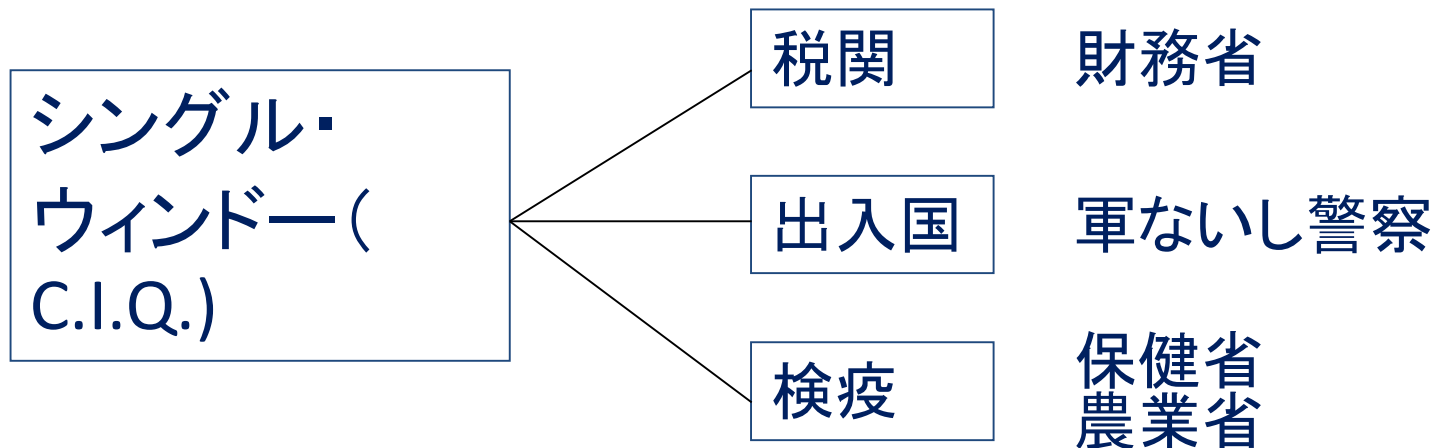 シングル・
ウィンドー(
C.I.Q.)
税関 財務省
出入国 軍ないし警察
検疫 保健省
農業省